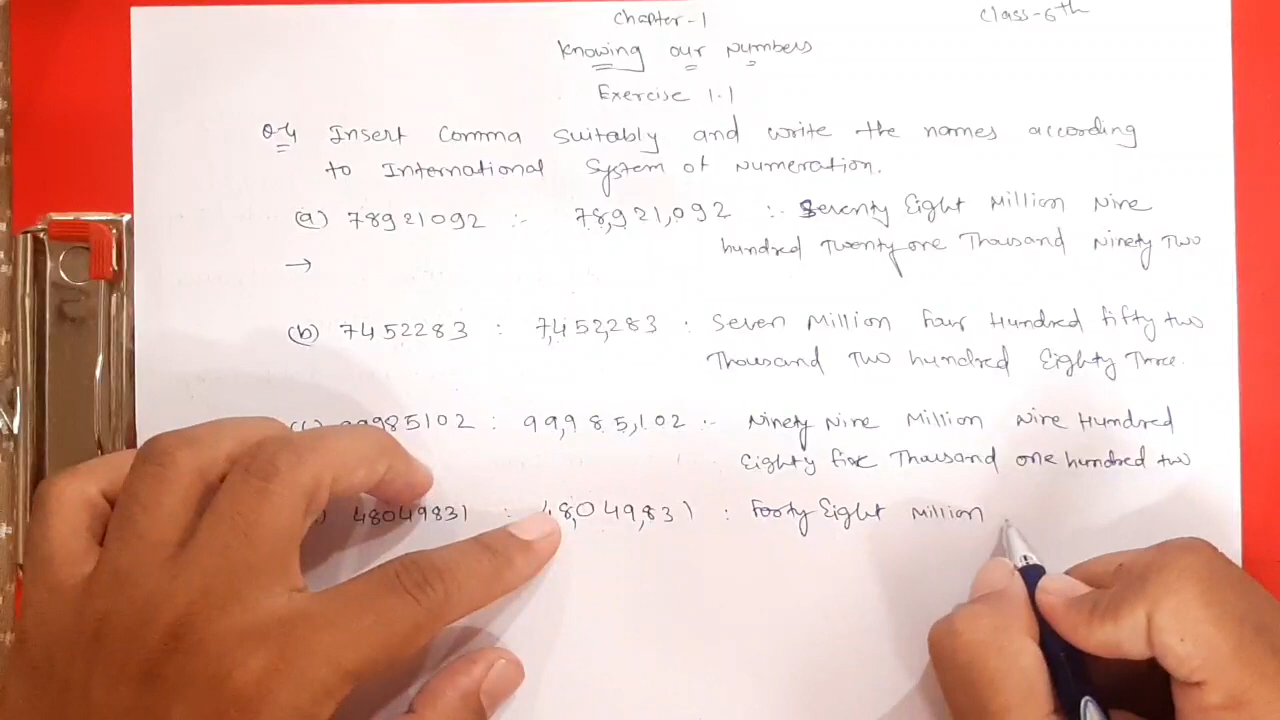 Chapter-1
Class-6th
Knowing our Numbers
Exercise 1.1
Q-4 Insert Comma suitably and write the names according
to International System of Numeration.
(a) 78921092 :- 78,921,092 :- Seventy Eight Million Nine
hundred Twenty one Thousand Ninety Two
→
(b) 7452283 : 7,452,283 : Seven Million Four Hundred fifty two
Thousand Two hundred Eighty Three.
(c) 99985102 : 99,985,102 :- Ninety Nine Million Nine Hundred
Eighty five Thousand one hundred two
48049831 : 48,049,831 : Forty Eight Million